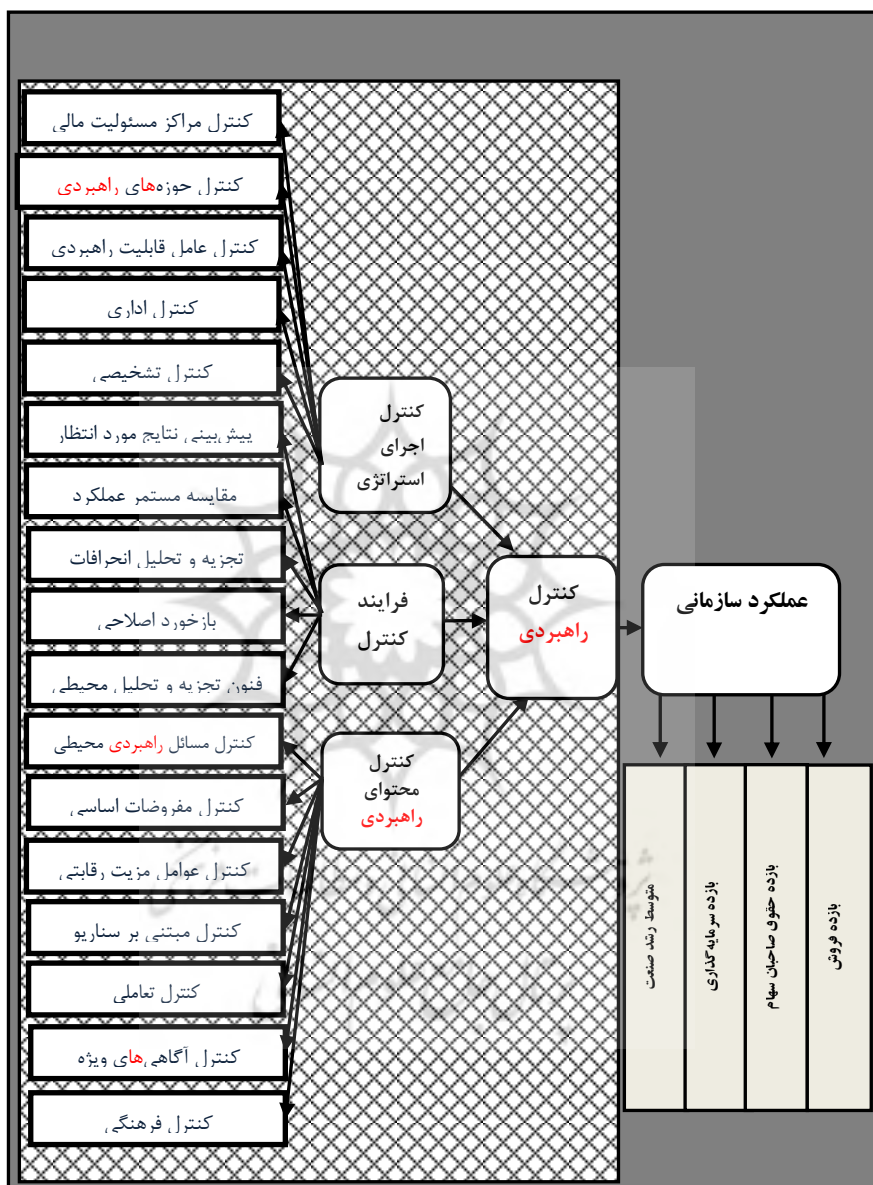 کنترل مراکز مسئولیت مالی
کنترل حوزه‌های راهبردی
کنترل عامل قابلیت راهبردی
کنترل اداری
کنترل تشخیصی
پیش‌بینی نتایج مورد انتظار
مقایسه مستمر عملکرد
تجزیه و تحلیل انحرافات
بازخورد اصلاحی
فنون تجزیه و تحلیل محیطی
کنترل مسائل راهبردی محیطی
کنترل مفروضات اساسی
کنترل عوامل مزیت رقابتی
کنترل مبتنی بر سناریو
کنترل تعاملی
کنترل آگاهی‌های ویژه
کنترل فرهنگی
کنترل
اجرای
استراتژی
فرایند
کنترل
کنترل
محتوای
راهبردی
کنترل
راهبردی
عملکرد سازمانی
متوسط رشد صنعت
بازده سرمایه‌گذاری
بازده حقوق صاحبان سهام
بازده فروش